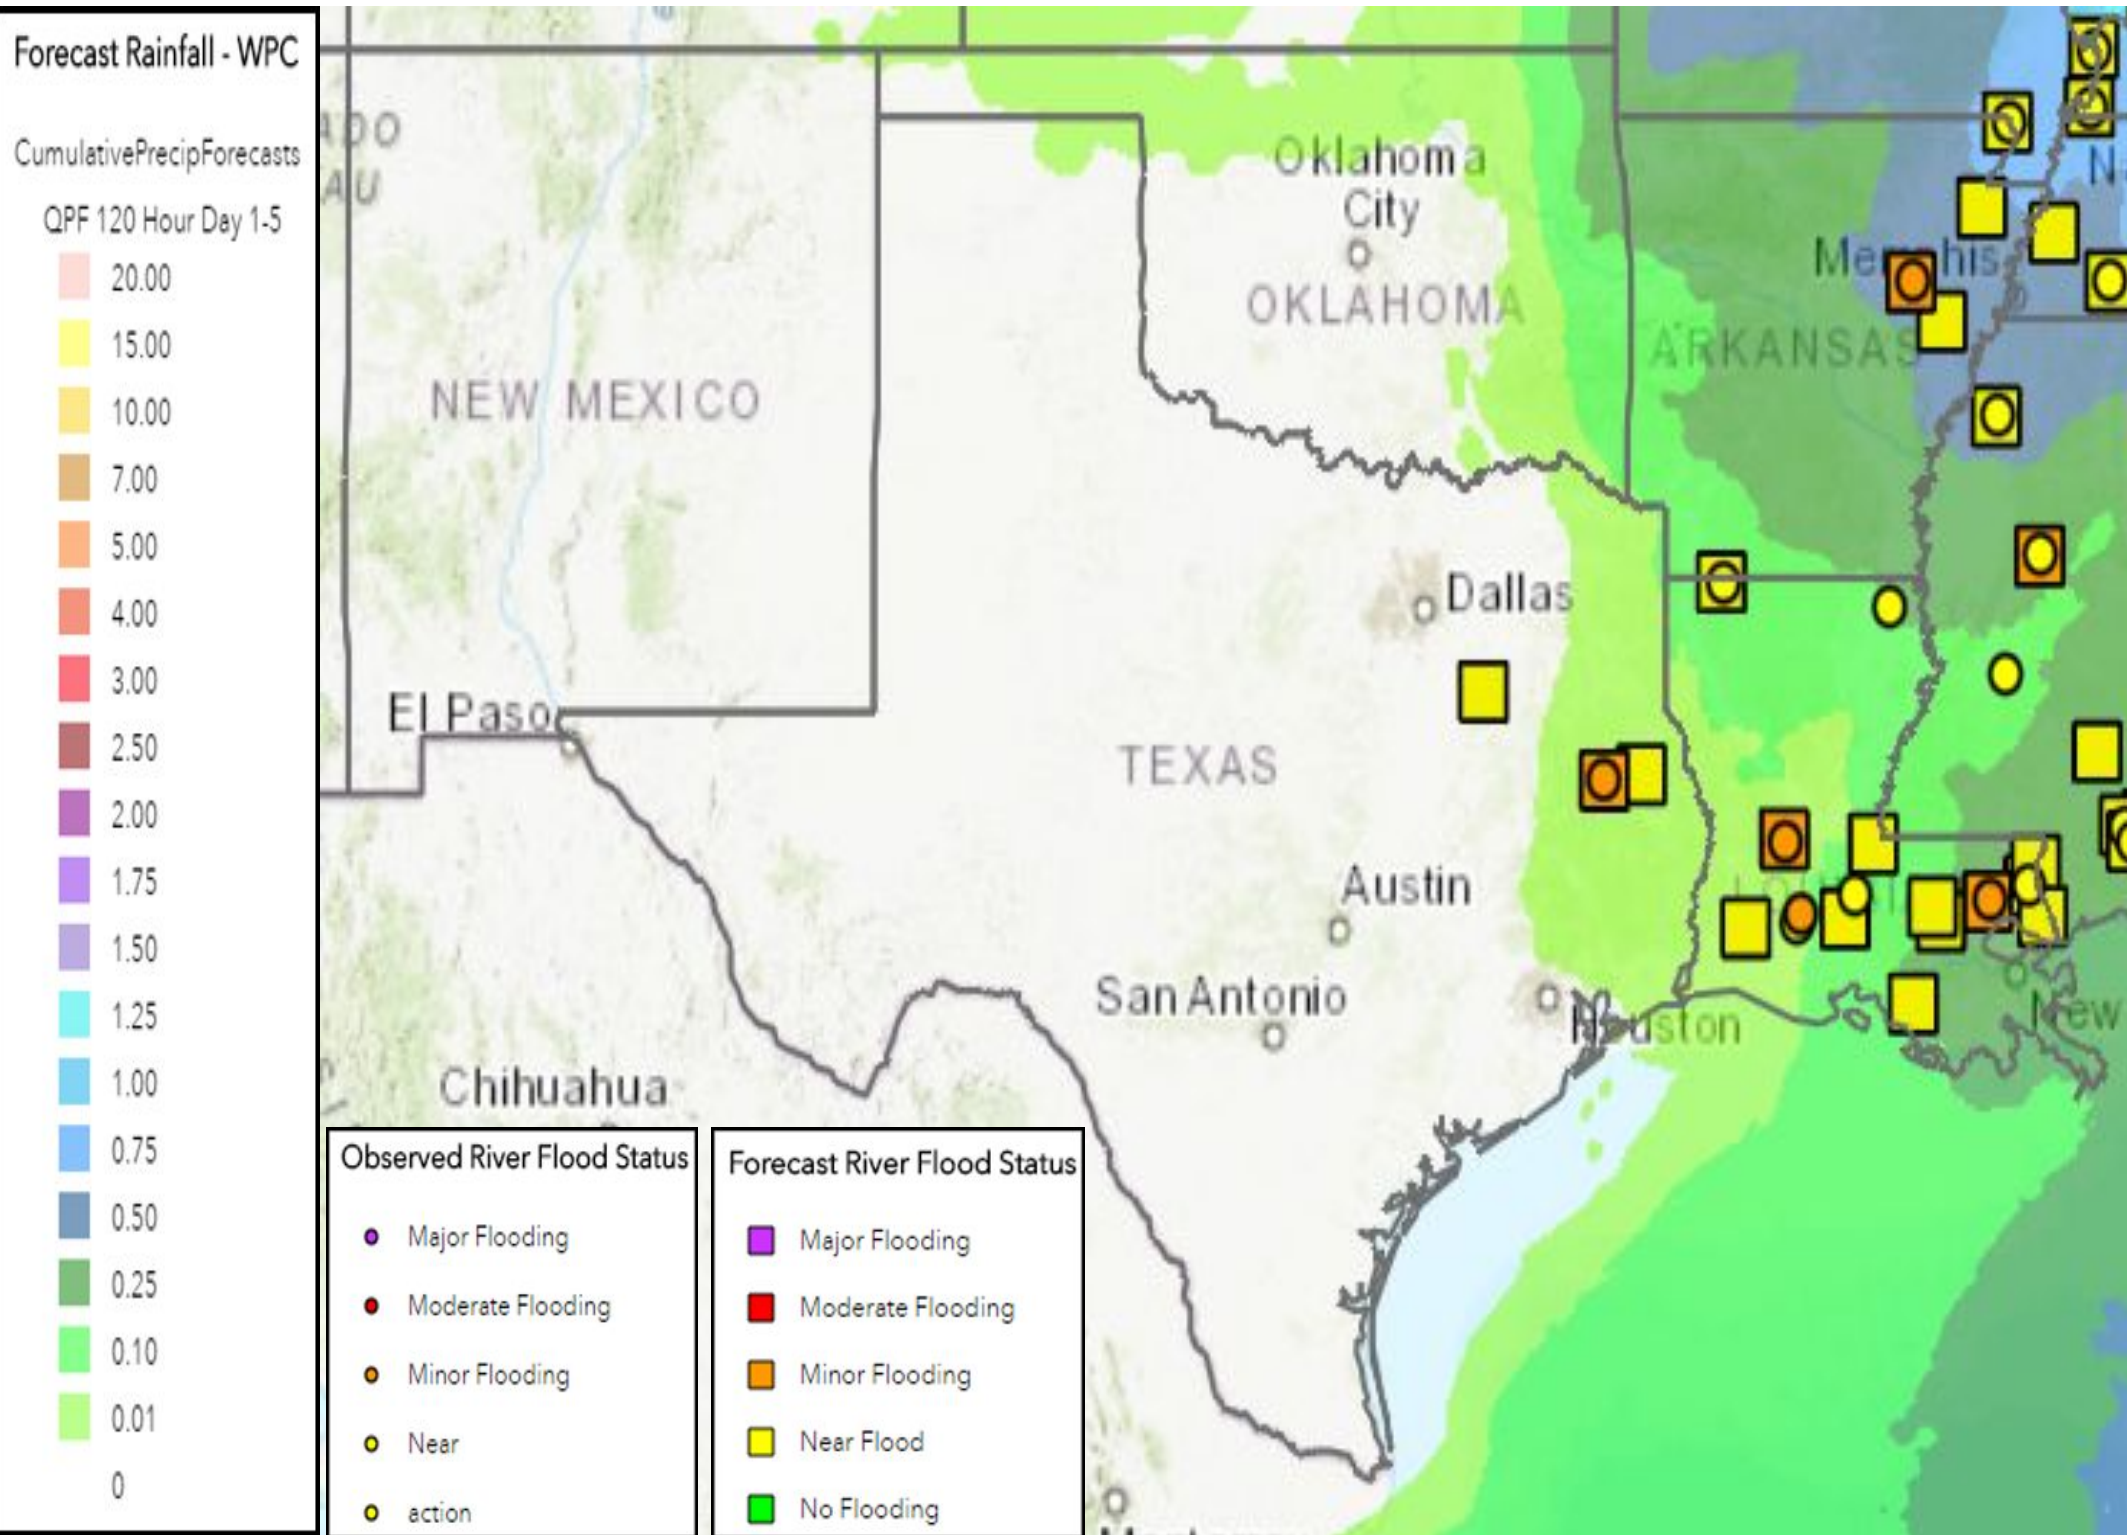 Forecast Rainfall - WPC
CumulativePrecipForecasts
QPF 120 Hour Day 1-5
20.00
15.00
10.00
7.00
5.00
4.00
3.00
2.50
2.00
1.75
1.50
1.25
1.00
0.75
0.50
0.25
0.10
0.01
0
Oklahoma
City
OKLAHOMA
ARKANSAS
NEW MEXICO
Dallas
El Paso
TEXAS
Austin
San Antonio
Houston
New
Chihuahua
Observed River Flood Status
Major Flooding
Moderate Flooding
Minor Flooding
Near
action
Forecast River Flood Status
Major Flooding
Moderate Flooding
Minor Flooding
Near Flood
No Flooding